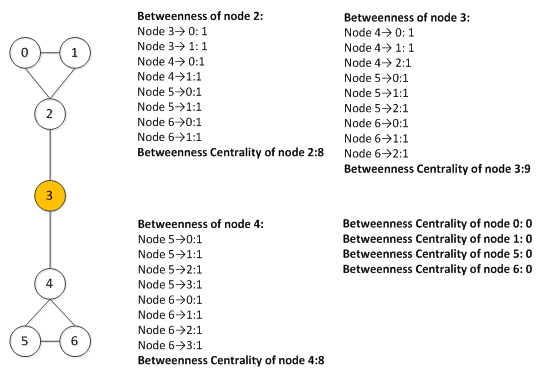 0
1
2
3
4
5
6
Betweenness of node 2:
Node 3→ 0: 1
Node 3→ 1: 1
Node 4→ 0:1
Node 4→1:1
Node 5→0:1
Node 5→1:1
Node 6→0:1
Node 6→1:1
Betweenness Centrality of node 2:8
Betweenness of node 3:
Node 4→ 0: 1
Node 4→ 1: 1
Node 4→ 2:1
Node 5→0:1
Node 5→1:1
Node 5→2:1
Node 6→0:1
Node 6→1:1
Node 6→2:1
Betweenness Centrality of node 3:9
Betweenness of node 4:
Node 5→0:1
Node 5→1:1
Node 5→2:1
Node 5→3:1
Node 6→0:1
Node 6→1:1
Node 6→2:1
Node 6→3:1
Betweenness Centrality of node 4:8
Betweenness Centrality of node 0: 0
Betweenness Centrality of node 1: 0
Betweenness Centrality of node 5: 0
Betweenness Centrality of node 6: 0